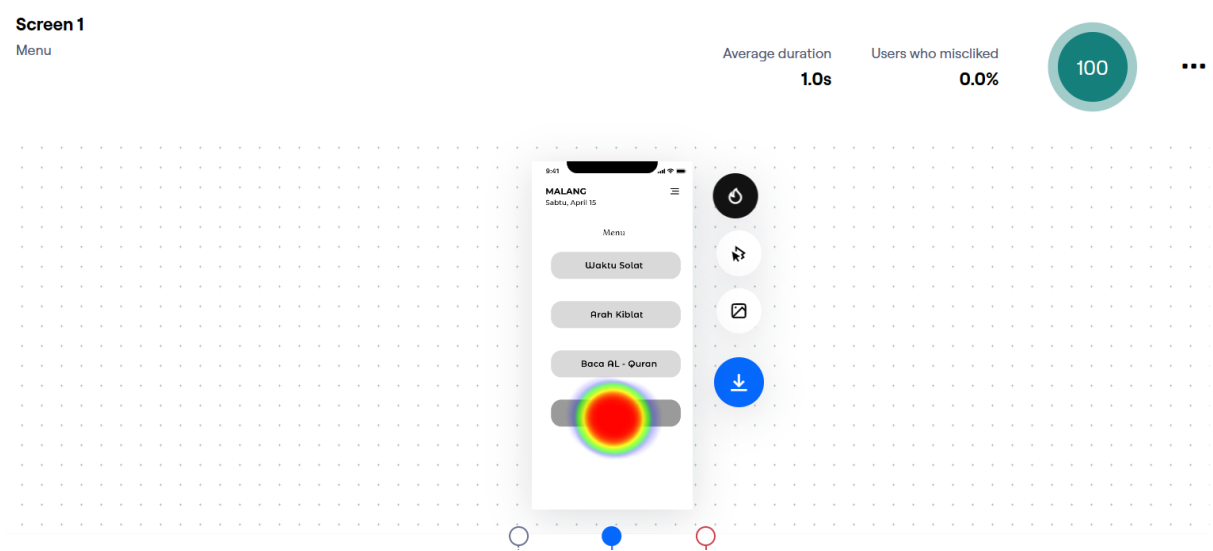 Screen 1
Menu
Average duration
1.0s
Users who misclicked
0.0%
100
9:41
MALANG
Sabtu, April 15
Menu
Waktu Solat
Arah Kiblat
Baca AL - Quran